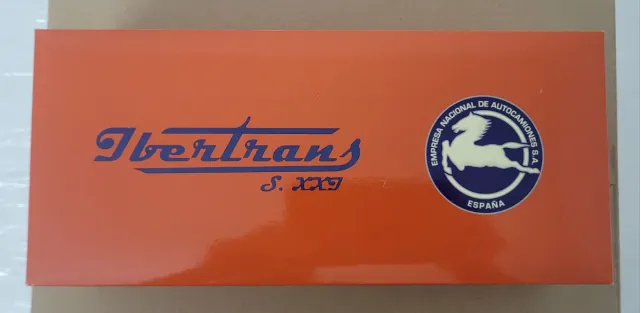 Ibertrans
S. XXI
EMPRESA NACIONAL DE AUTOCAMIONES S.A.
ESPAÑA